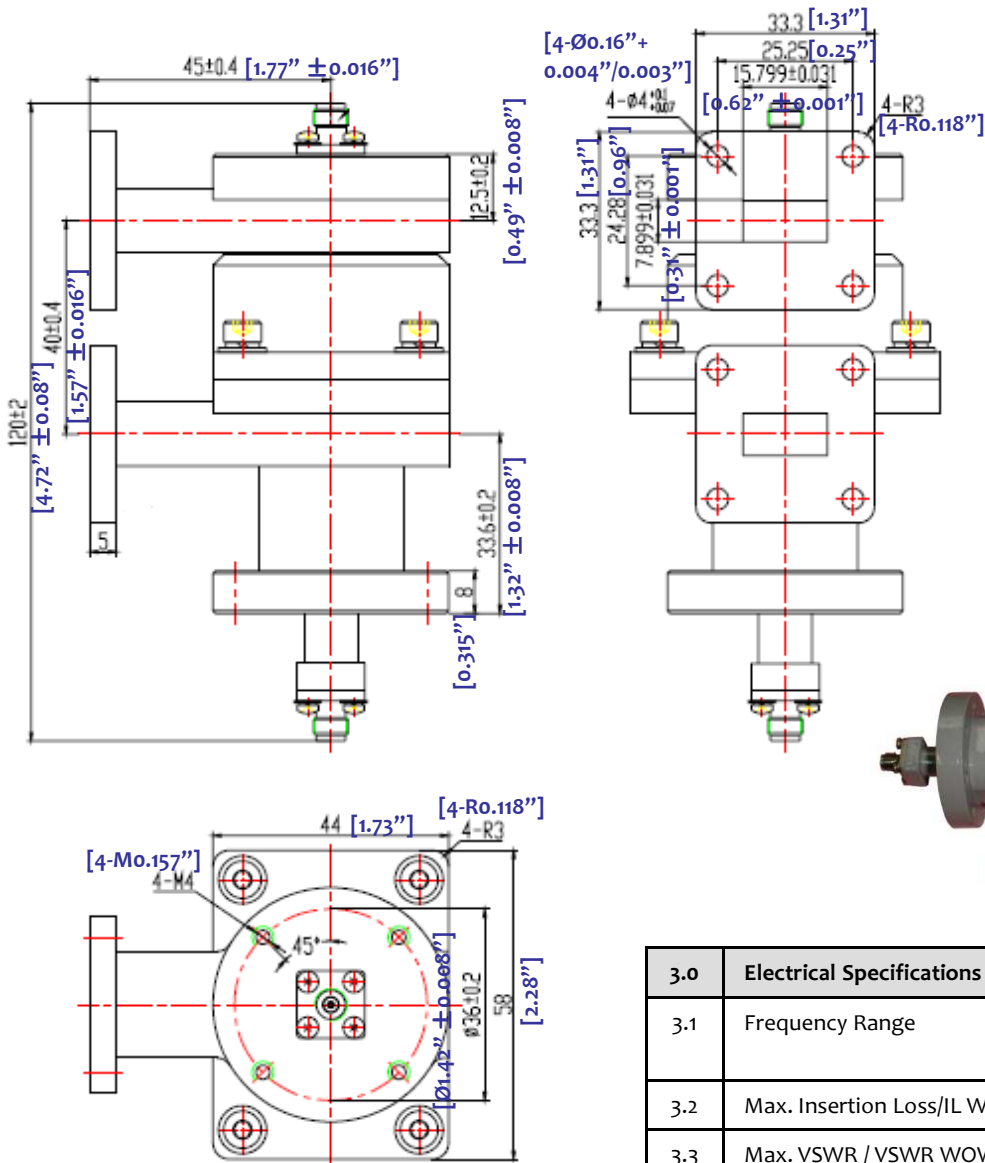 45±0.4 [1.77” ±0.016”]
12.5±0.2
[0.49” ±0.008”]
40±0.4
[1.57” ±0.016”]
120±2
[4.72” ±0.08”]
5
33.6±0.2
[1.32” ±0.008”]
8
[0.315”]
33.3 [1.31”]
25.25 [0.25”]
15.799±0.031
[0.62” ±0.001”]
[4-Ø0.16”+
0.004”/0.003”]
4-Ø4 +0.1 +0.07
4-R3
[4-R0.118”]
33.3 [1.31”]
24.28 [0.96”]
7.899±0.031
[0.31” ±0.001”]
44 [1.73”]
[4-R0.118”]
4-R3
[4-M0.157”]
4-M4
45°
Ø36±0.2
[Ø1.42” ±0.008”]
58
[2.28”]
3.0 Electrical Specifications
3.1 Frequency Range
3.2 Max. Insertion Loss/IL W
3.3 Max. VSWR / VSWR WOW